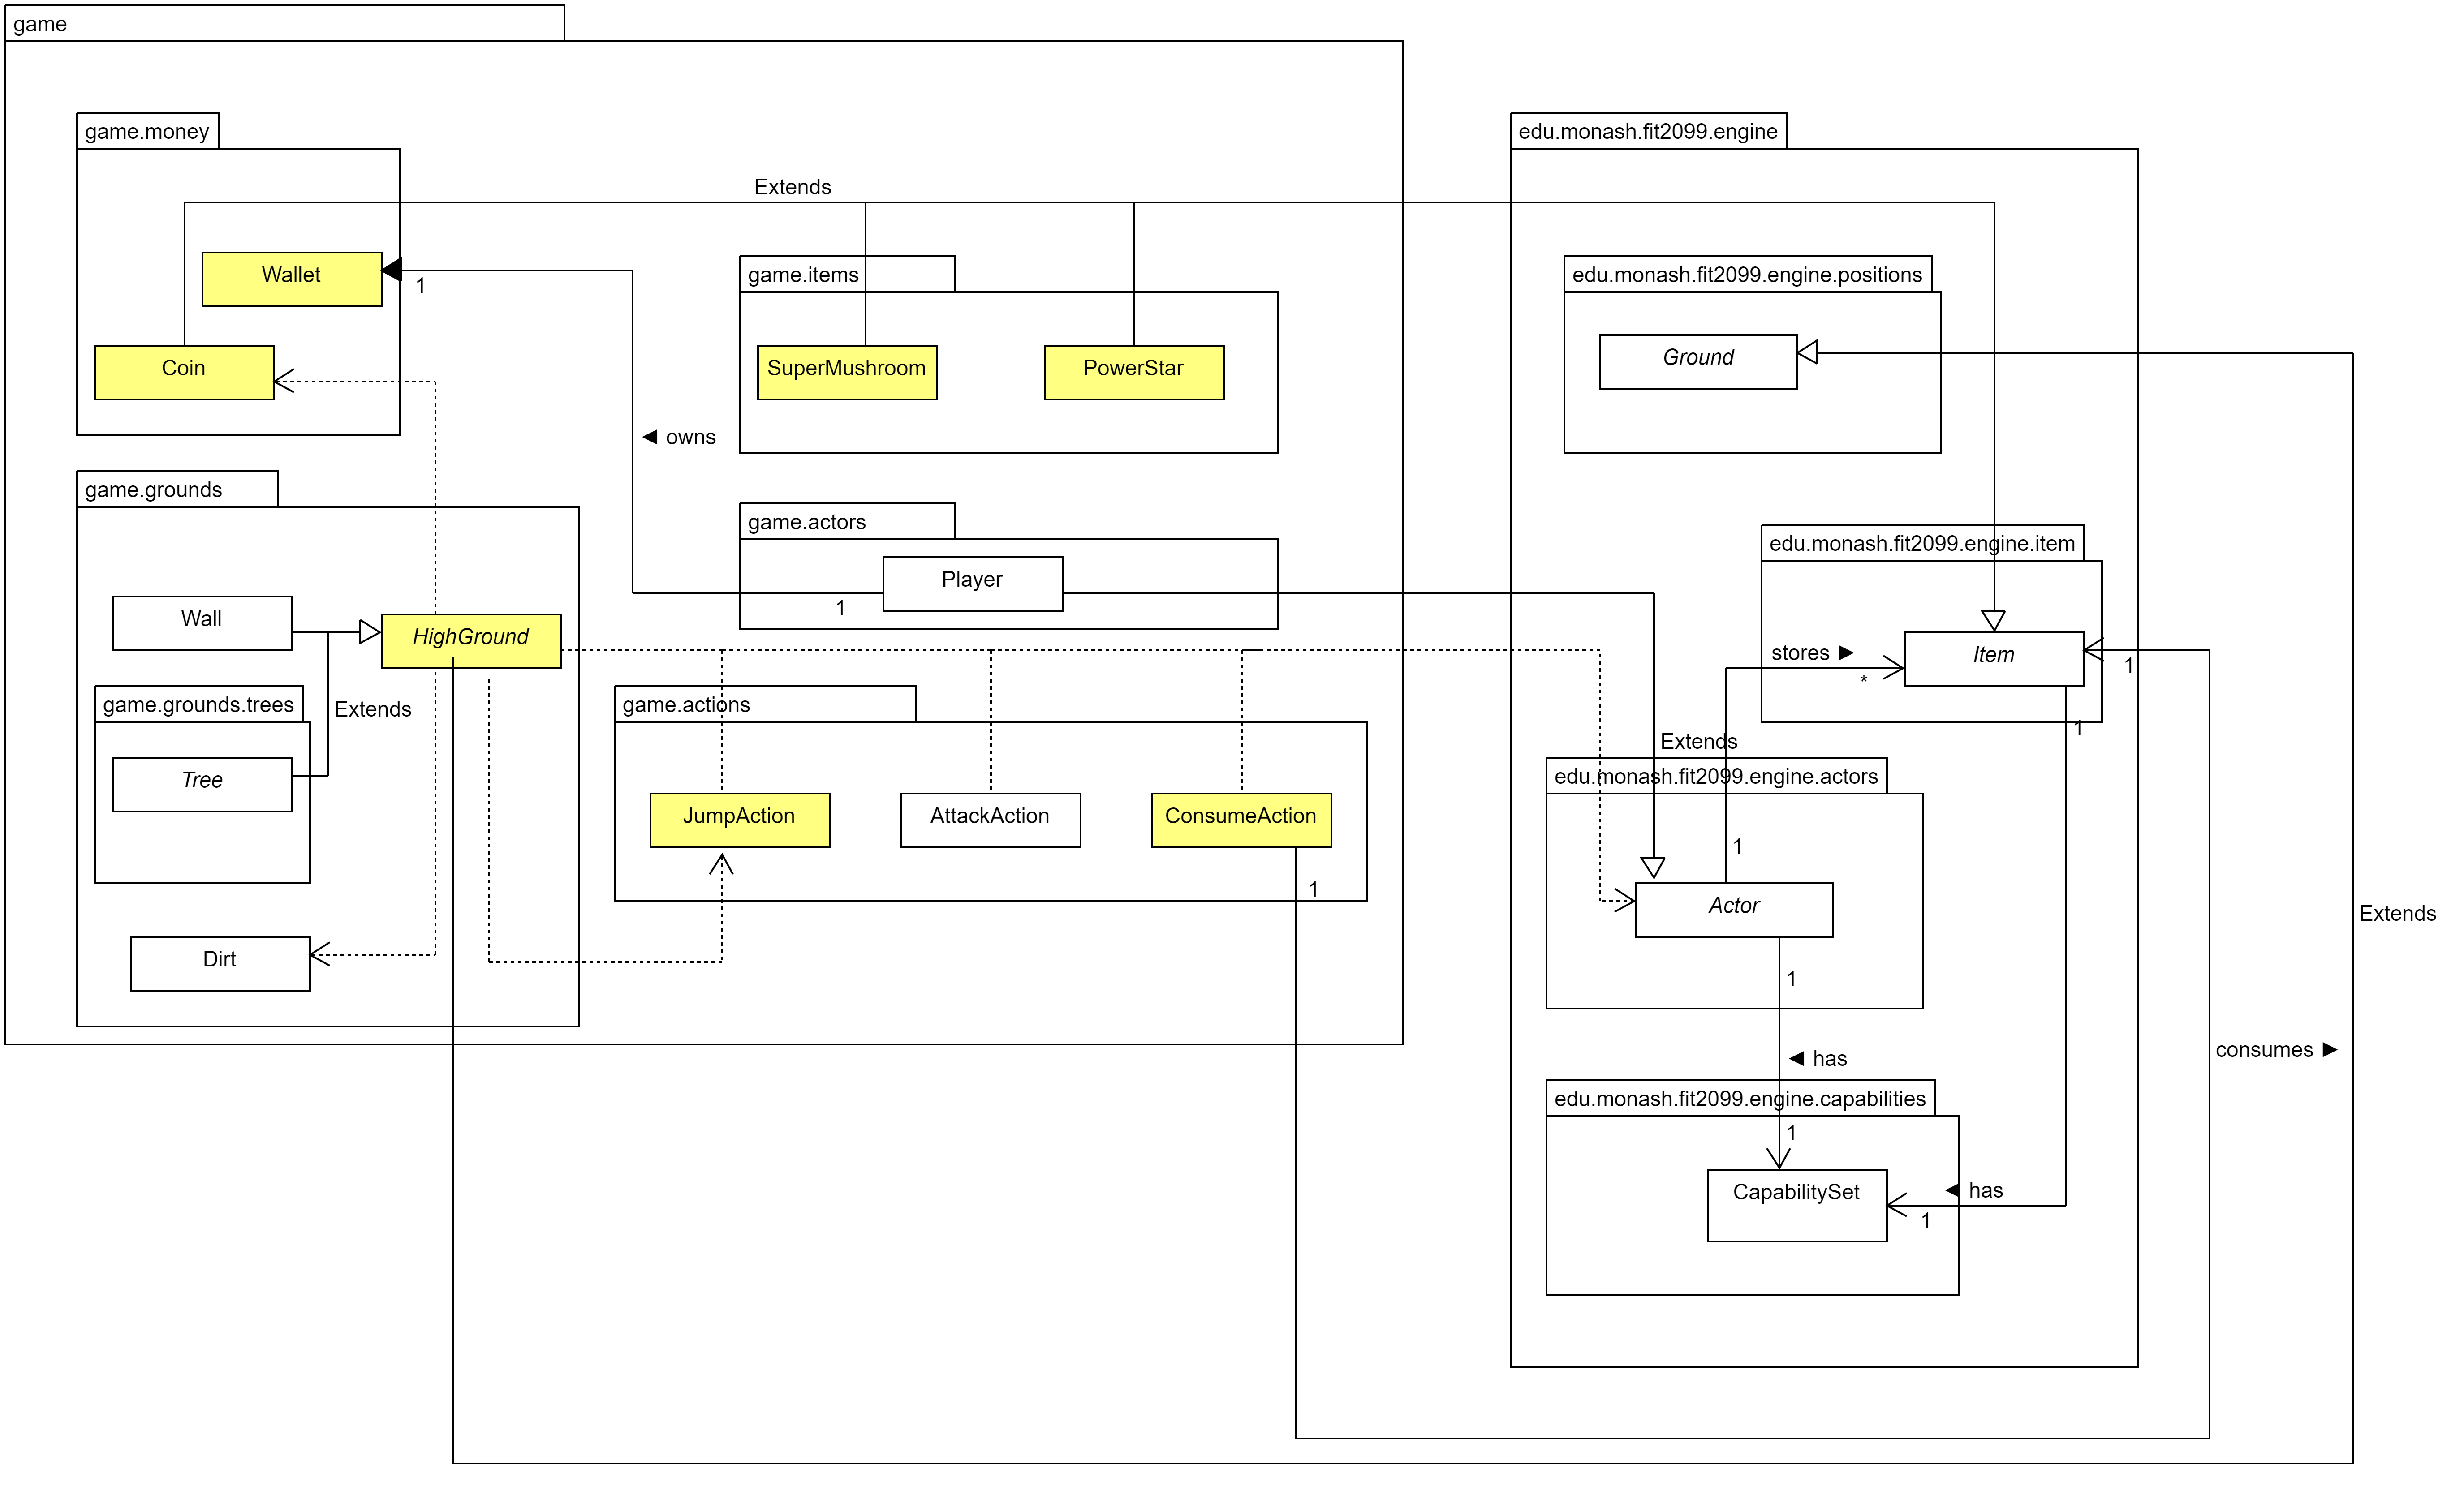 game
game.money
edu.monash.fit2099.engine
Extends
Wallet
1
game.items
edu.monash.fit2099.engine.positions
Coin
SuperMushroom
PowerStar
Ground
◄ owns
game.grounds
game.actors
edu.monash.fit2099.engine.item
Player
1
Wall
HighGround
stores ►
*
Item
1
game.grounds.trees
Extends
game.actions
1
Extends
Tree
edu.monash.fit2099.engine.actors
JumpAction
AttackAction
ConsumeAction
1
1
Actor
Extends
Dirt
1
◄ has
consumes ►
edu.monash.fit2099.engine.capabilities
1
CapabilitySet
◄ has
1